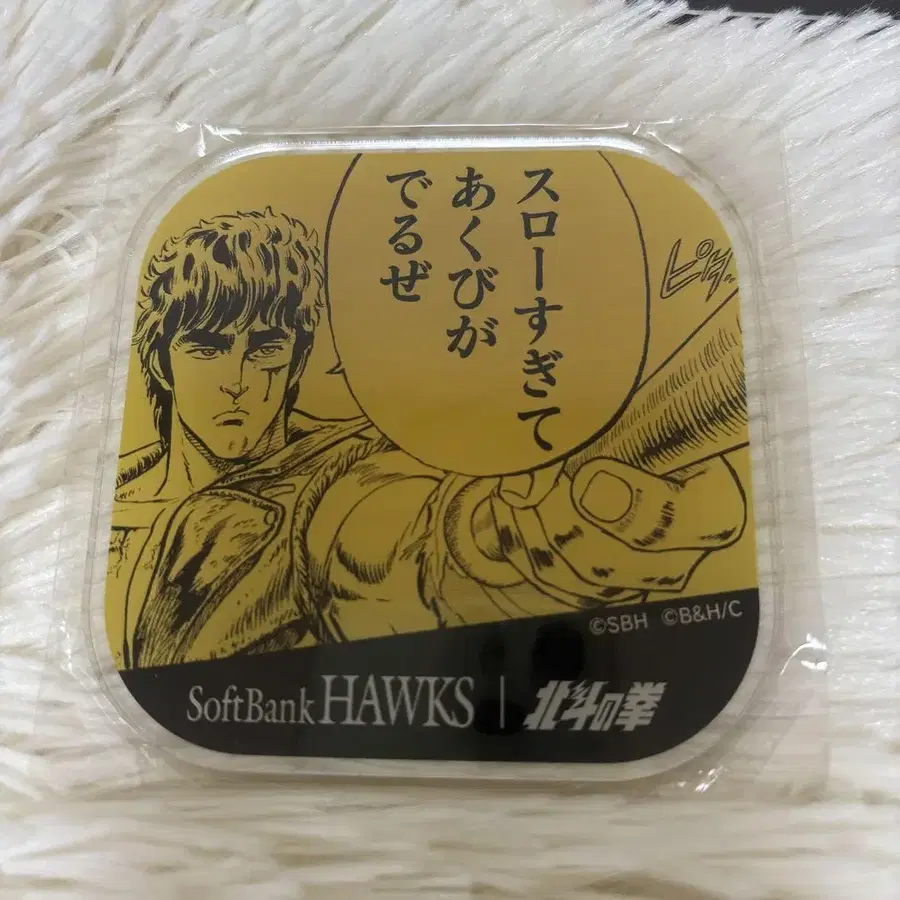 スローすぎて
あくびが
でるぜ
ピタッ
©SBH ©B&H/C
SoftBank HAWKS | 北斗の拳